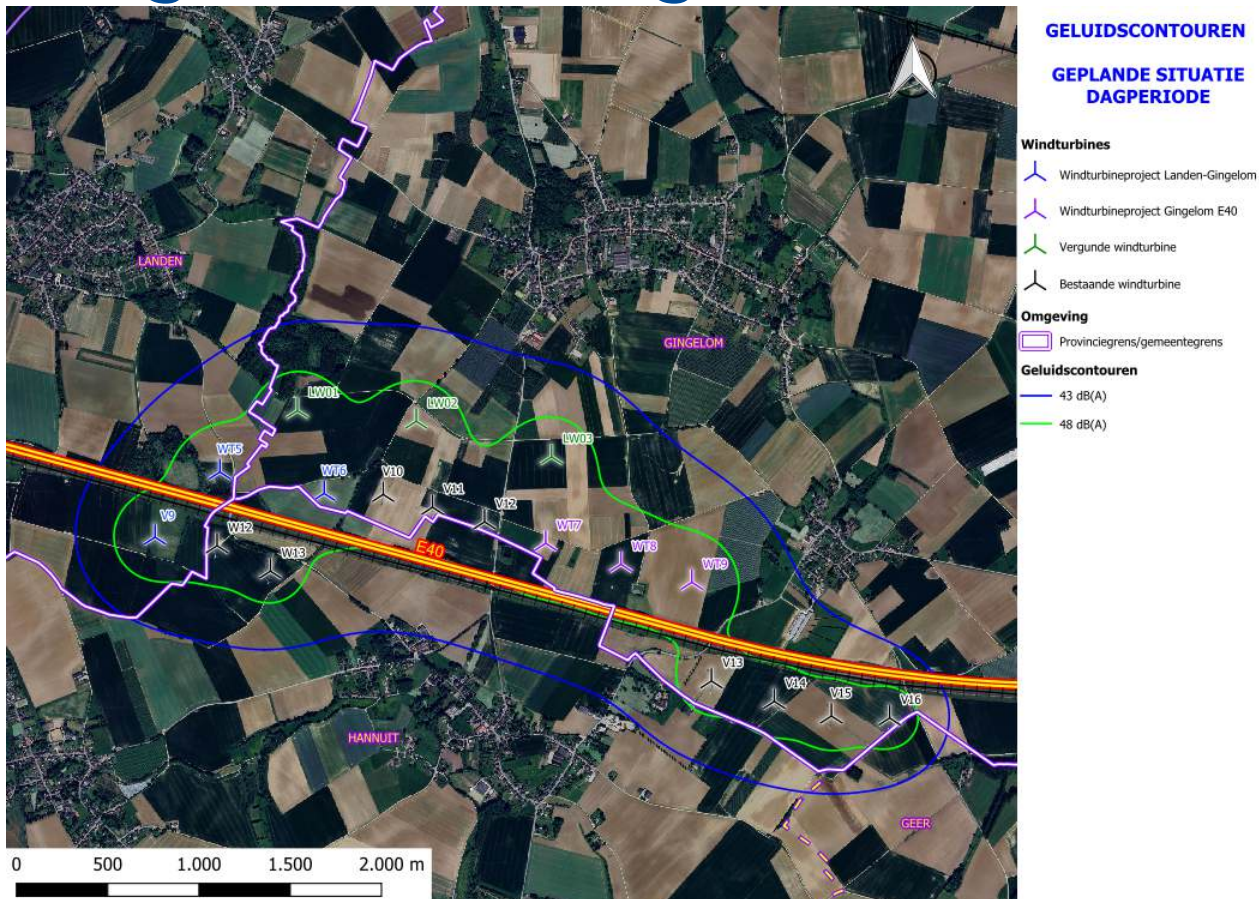 GELUIDSCONTOUREN
GEPLANDE SITUATIE
DAGPERIODE
Windturbines
Windturbineproject Landen-Gingelom
Windturbineproject Gingelom E40
Vergunde windturbine
Bestaande windturbine
Omgeving
Provinciegrens/gemeentegrens
Geluidscontouren
43 dB(A)
48 dB(A)
LANDEN
GINGELOM
LW01
LW02
LW03
WT5
WT6
V10
V11
V12
V9
W12
W13
E40
WT7
WT8
WT9
V13
V14
V15
V16
HANNUIT
GEER
0 500 1.000 1.500 2.000 m